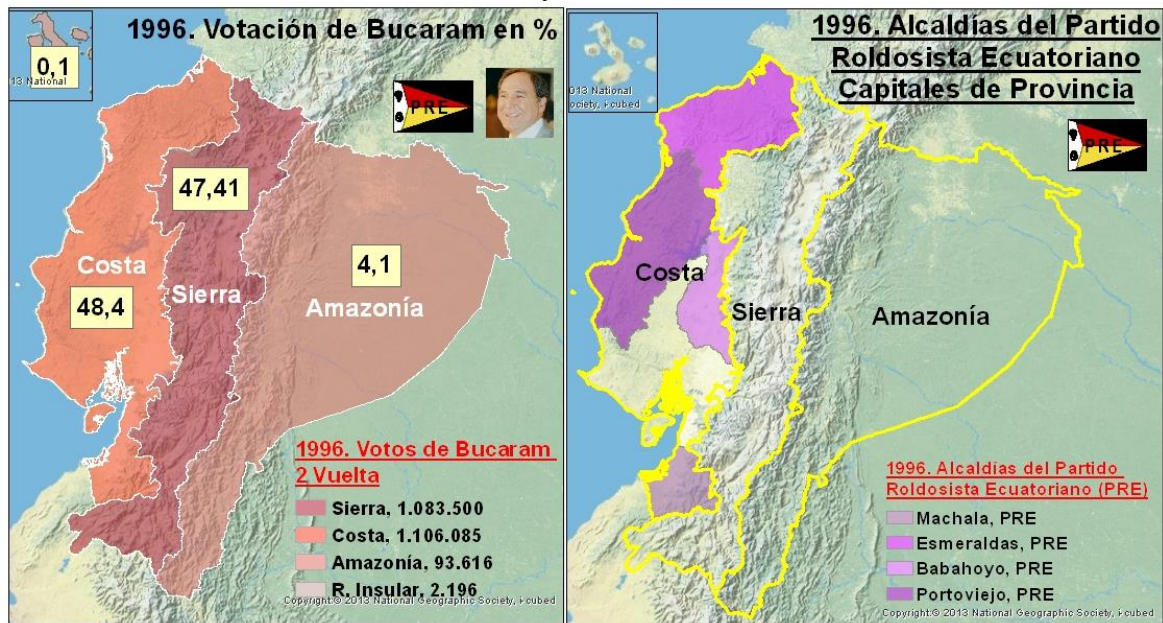 1996. Votación de Bucaram en %
0,1
13 National
PRE
47,41
4,1
Costa
48,4
Sierra
Amazonía
1996. Votos de Bucaram
2 Vuelta
Sierra, 1.083.500
Costa, 1.106.085
Amazonía, 93.616
R. Insular, 2.196
Copyright:© 2013 National Geographic Society, i-cubed
1996. Alcaldías del Partido
Roldosista Ecuatoriano
Capitales de Provincia
013 National
ociety, i-cubed
PRE
Costa
Sierra
Amazonía
1996. Alcaldías del Partido
Roldosista Ecuatoriano (PRE)
Machala, PRE
Esmeraldas, PRE
Babahoyo, PRE
Portoviejo, PRE
Copyright:© 2013 National Geographic Society, i-cubed